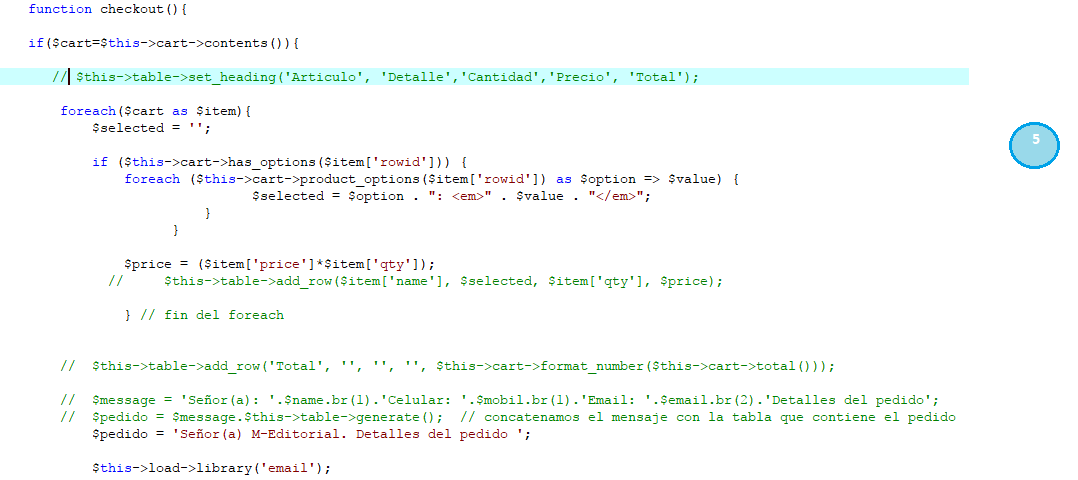 function checkout(){
if($cart=$this->cart->contents()){
// $this->table->set_heading('Articulo', 'Detalle','Cantidad','Precio', 'Total');
foreach($cart as $item){
$selected = '';
if ($this->cart->has_options($item['rowid'])) {
foreach ($this->cart->product_options($item['rowid']) as $option => $value) {
$selected = $option . ": <em>" . $value . "</em>";
}
}
$price = ($item['price']*$item['qty']);
// $this->table->add_row($item['name'], $selected, $item['qty'], $price);
} // fin del foreach
// $this->table->add_row('Total', '', '', '', $this->cart->format_number($this->cart->total()));
// $message = 'Señor(a): '.$name.br(1).'Celular: '.$mobil.br(1).'Email: '.$email.br(2).'Detalles del pedido';
// $pedido = $message.$this->table->generate(); // concatenamos el mensaje con la tabla que contiene el pedido
$pedido = 'Señor(a) M-Editorial. Detalles del pedido ';
$this->load->library('email');
5